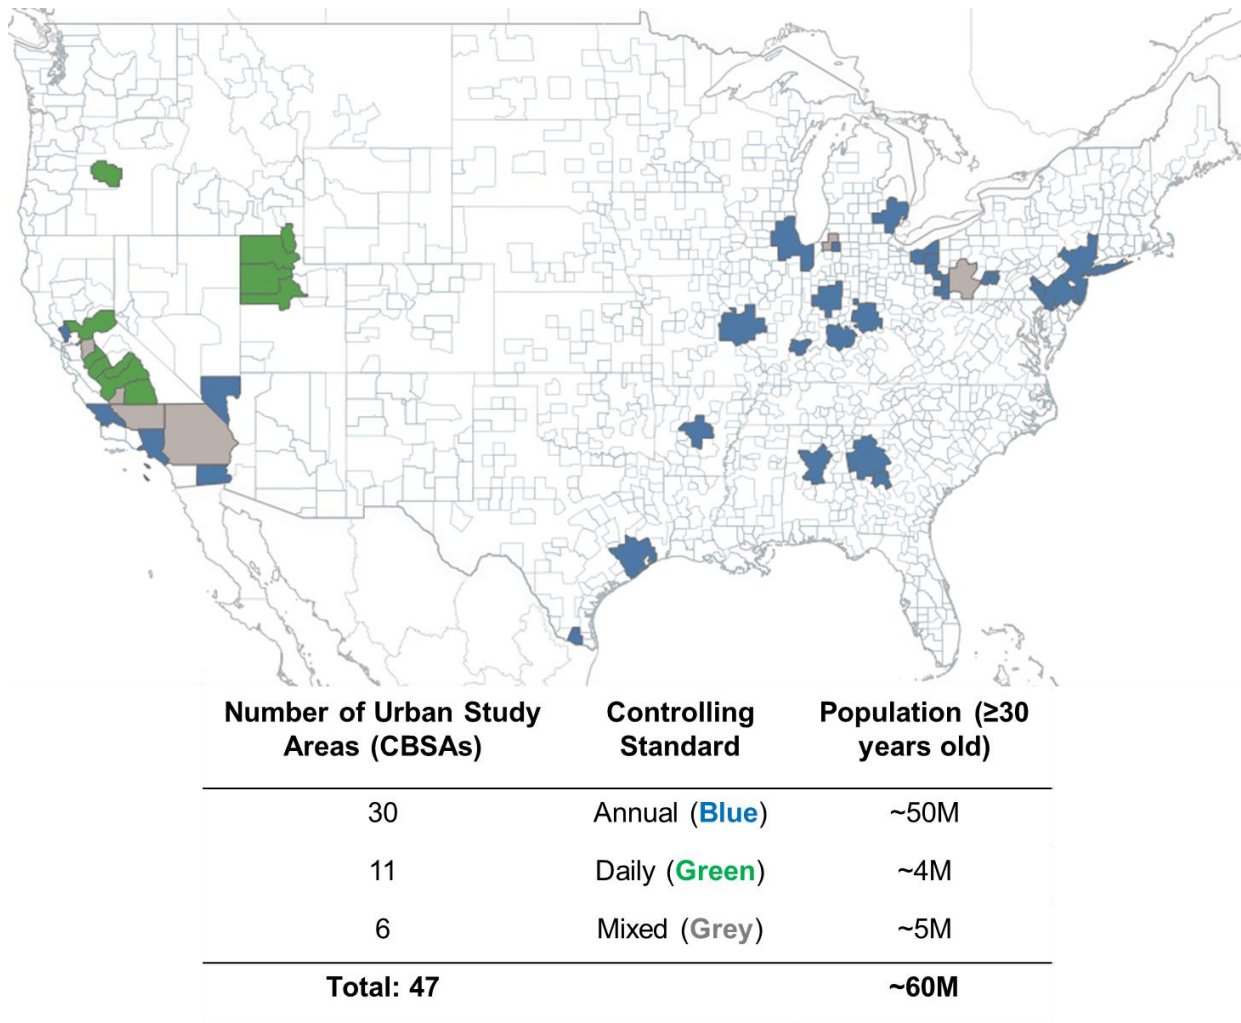 Number of Urban Study Areas (CBSAs) Controlling Standard Population (≥30 years old)
30 Annual (Blue) ~50M
11 Daily (Green) ~4M
6 Mixed (Grey) ~5M
Total: 47 ~60M